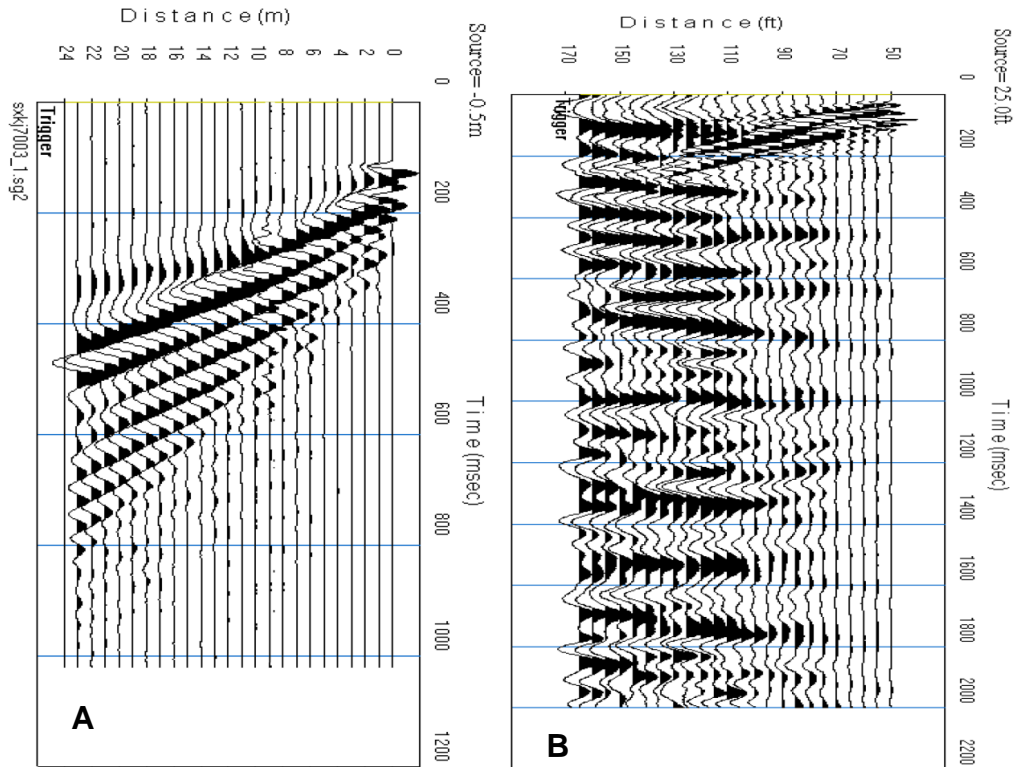 Distance (m)
24 22 20 18 16 14 12 10 8 6 4 2 0
Source= -0.5m
0
200
400
600
800
1000
1200
Time (msec)
Trigger
sxkj7003_1.sg2
A
Distance (ft)
170 150 130 110 90 70 50
Source=25.0ft
0
200
400
600
800
1000
1200
1400
1600
1800
2000
2200
Time (msec)
Trigger
B